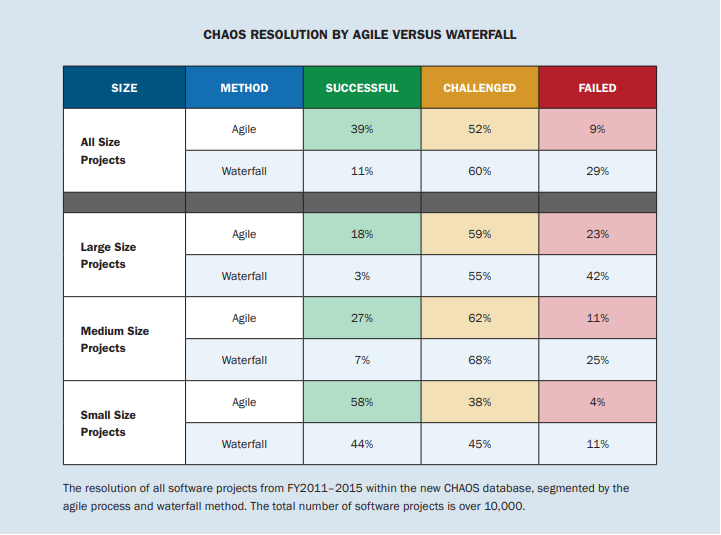 CHAOS RESOLUTION BY AGILE VERSUS WATERFALL
SIZE METHOD SUCCESSFUL CHALLENGED FAILED
All Size Projects
Agile 39% 52% 9%
Waterfall 11% 60% 29%
Large Size Projects
Agile 18% 59% 23%
Waterfall 3% 55% 42%
Medium Size Projects
Agile 27% 62% 11%
Waterfall 7% 68% 25%
Small Size Projects
Agile 58% 38% 4%
Waterfall 44% 45% 11%
The resolution of all software projects from FY2011–2015 within the new CHAOS database, segmented by the
agile process and waterfall method. The total number of software projects is over 10,000.